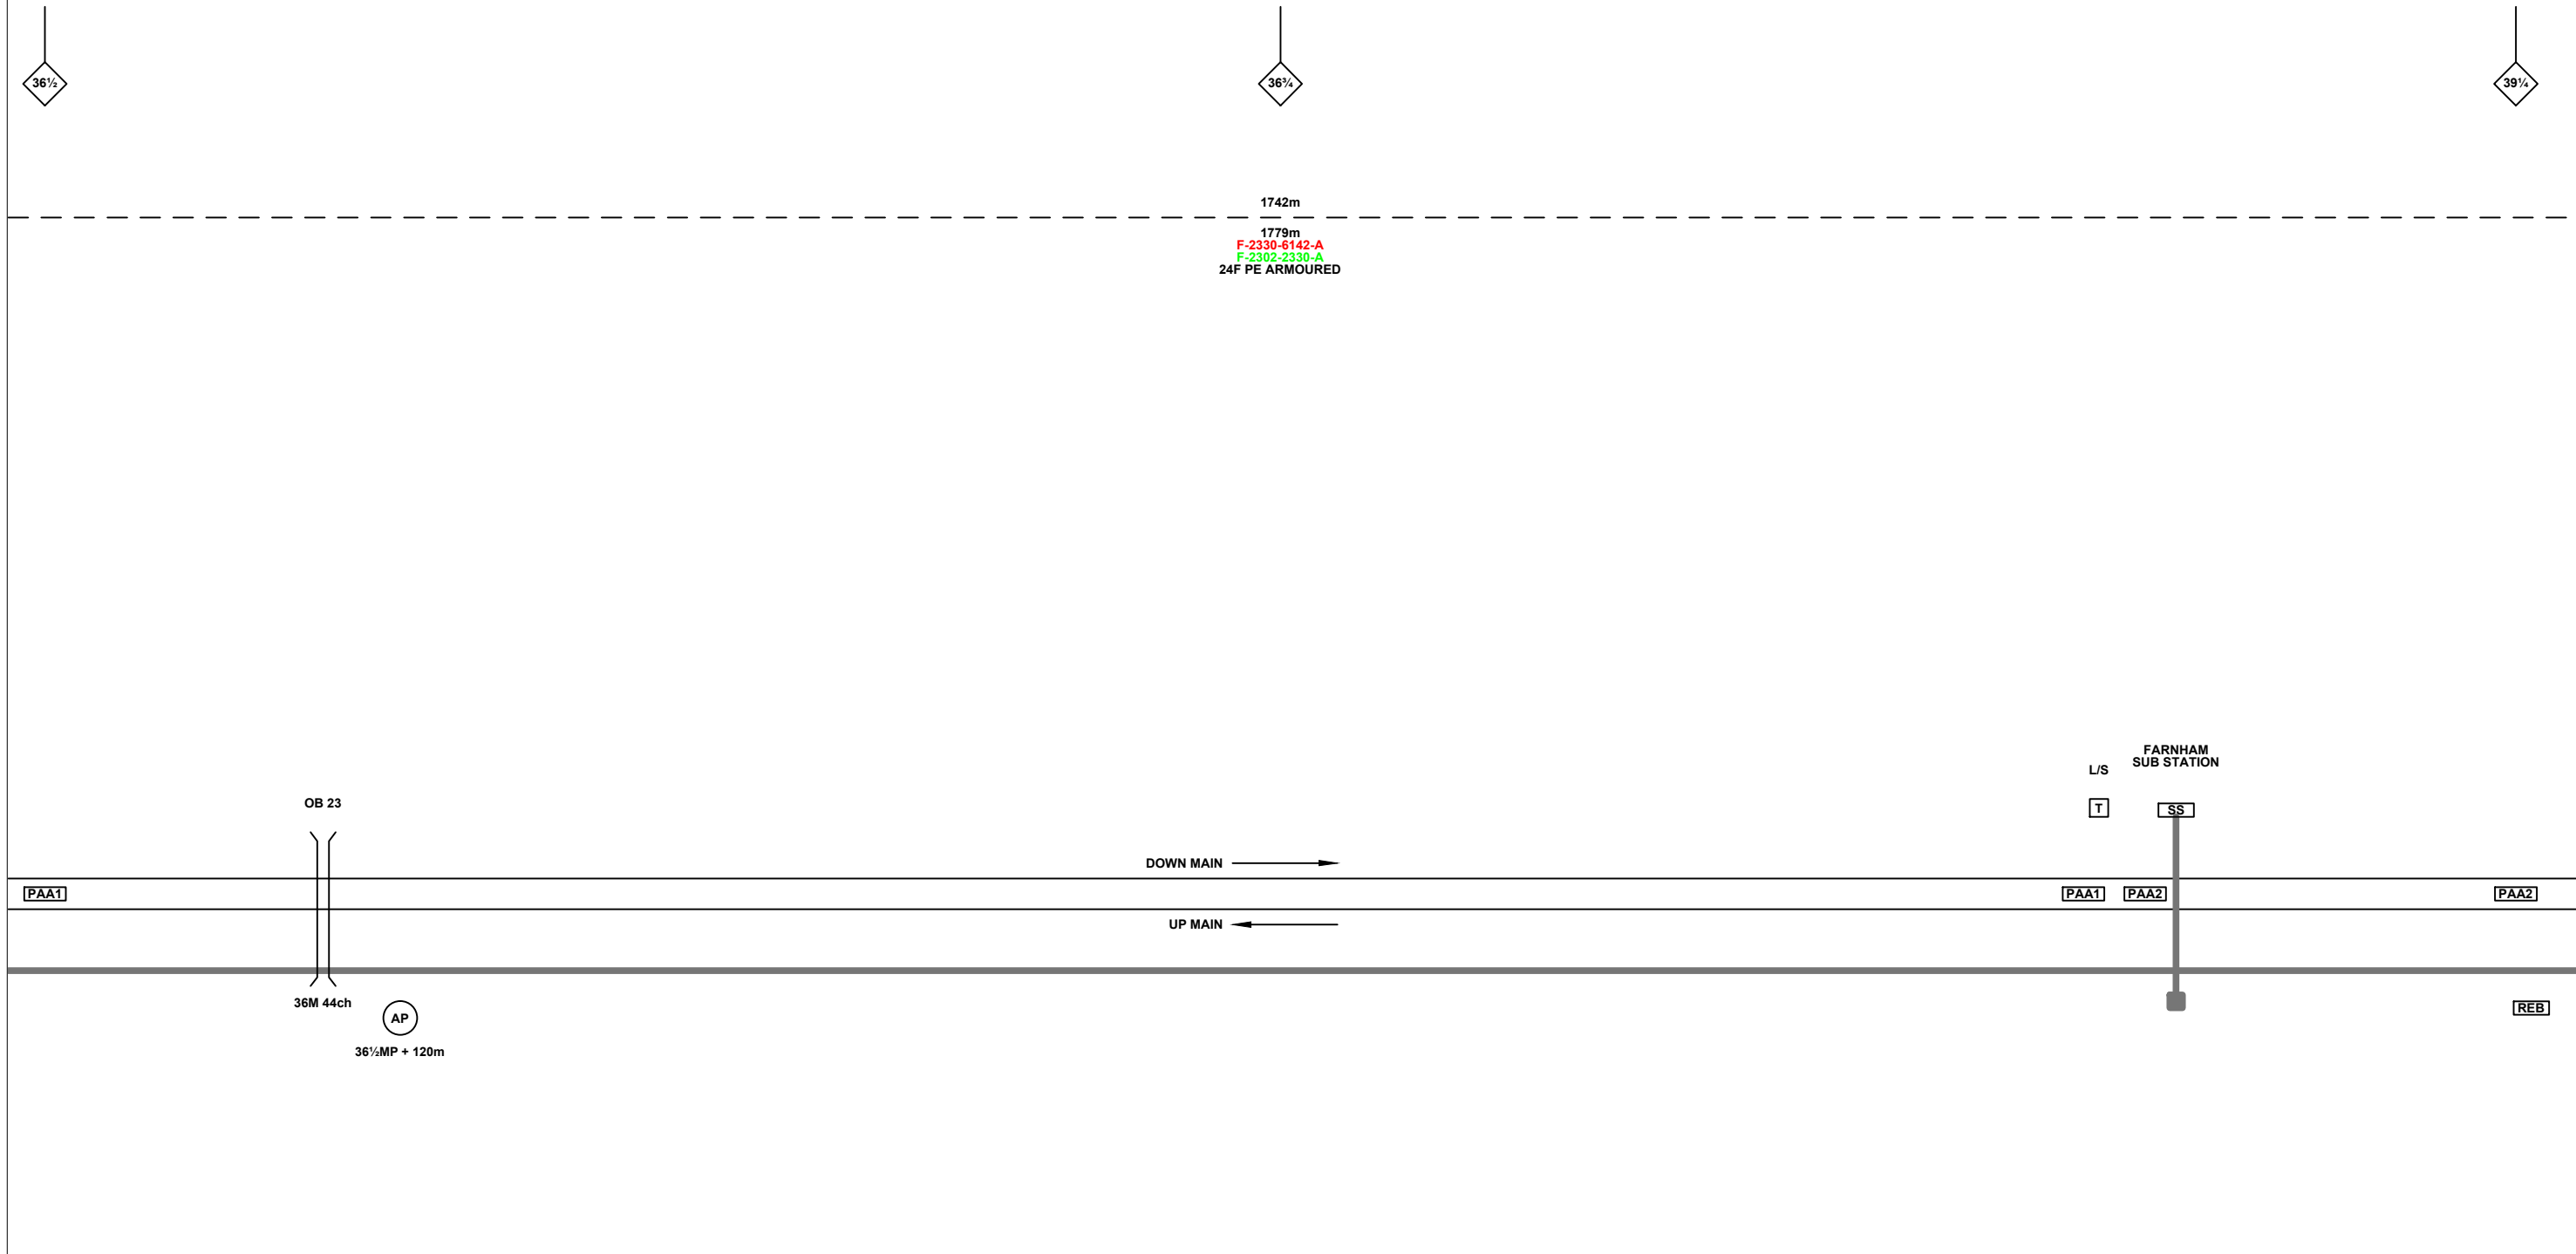 36½
36¾
39¼
1742m
1779m
F-2330-6142-A
F-2302-2330-A
24F PE ARMOURED
FARNHAM
SUB STATION
L/S
OB 23
T
SS
DOWN MAIN
PAA1
PAA1
PAA2
PAA2
UP MAIN
36M 44ch
AP
REB
36½MP + 120m